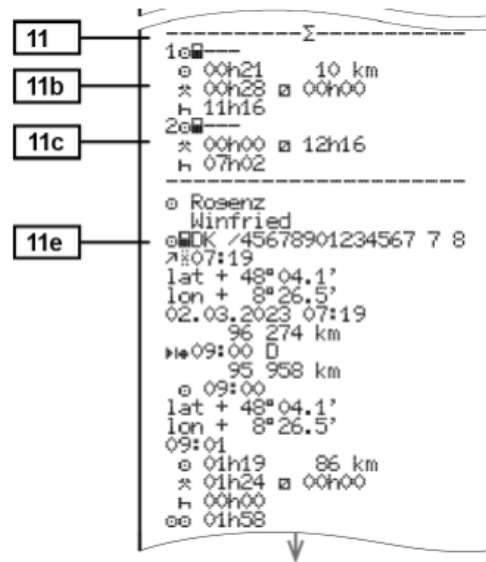 11
----------Σ----------
1⊙■---
⊙ 00h21 10 km
11b
⚒ 00h28 ⍁ 00h00
h 11h16
2⊙■---
11c
⚒ 00h00 ⍁ 12h16
h 07h02
----------------------
⊙ Rogenz
Winfried
11e
⊙■DK /45678901234567 7 8
↗⍤07:19
lat + 48°04.1'
lon + 8°26.5'
02.03.2023 07:19
96 274 km
▸I●09:00 D
95 958 km
⊙ 09:00
lat + 48°04.1'
lon + 8°26.5'
09:01
⊙ 01h19 86 km
⚒ 01h24 ⍁ 00h00
h 00h00
⊙⊙ 01h58